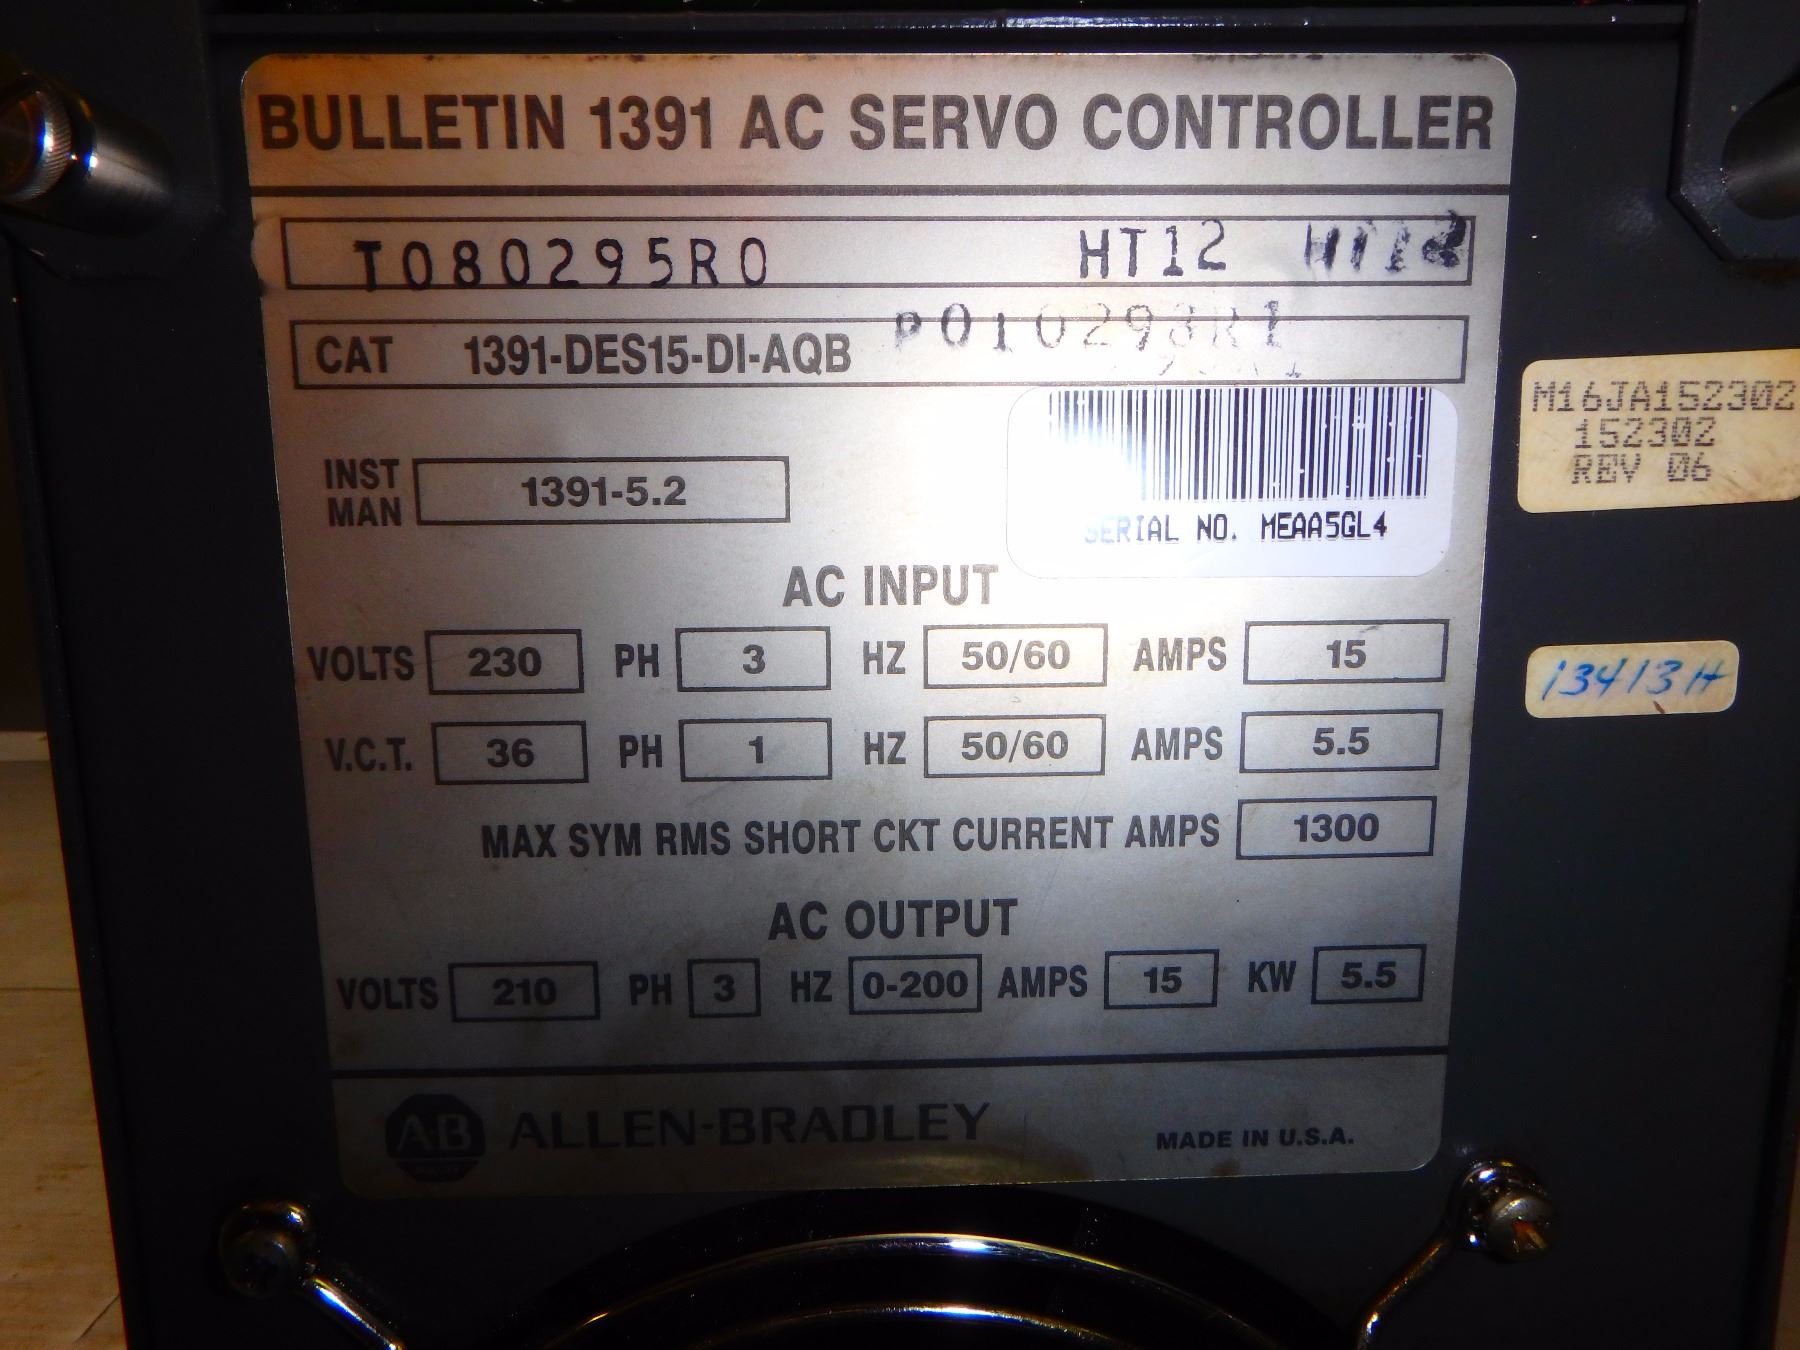 BULLETIN 1391 AC SERVO CONTROLLER
T080295R0 HT12 HT12
P010293R1
CAT 1391-DES15-DI-AQB
INST MAN 1391-5.2
SERIAL NO. MEAA5GL4
M16JA152302
152302
REV 06
AC INPUT
VOLTS 230 PH 3 HZ 50/60 AMPS 15
13413H
V.C.T. 36 PH 1 HZ 50/60 AMPS 5.5
MAX SYM RMS SHORT CKT CURRENT AMPS 1300
AC OUTPUT
VOLTS 210 PH 3 HZ 0-200 AMPS 15 KW 5.5
A-B ALLEN-BRADLEY
MADE IN U.S.A.